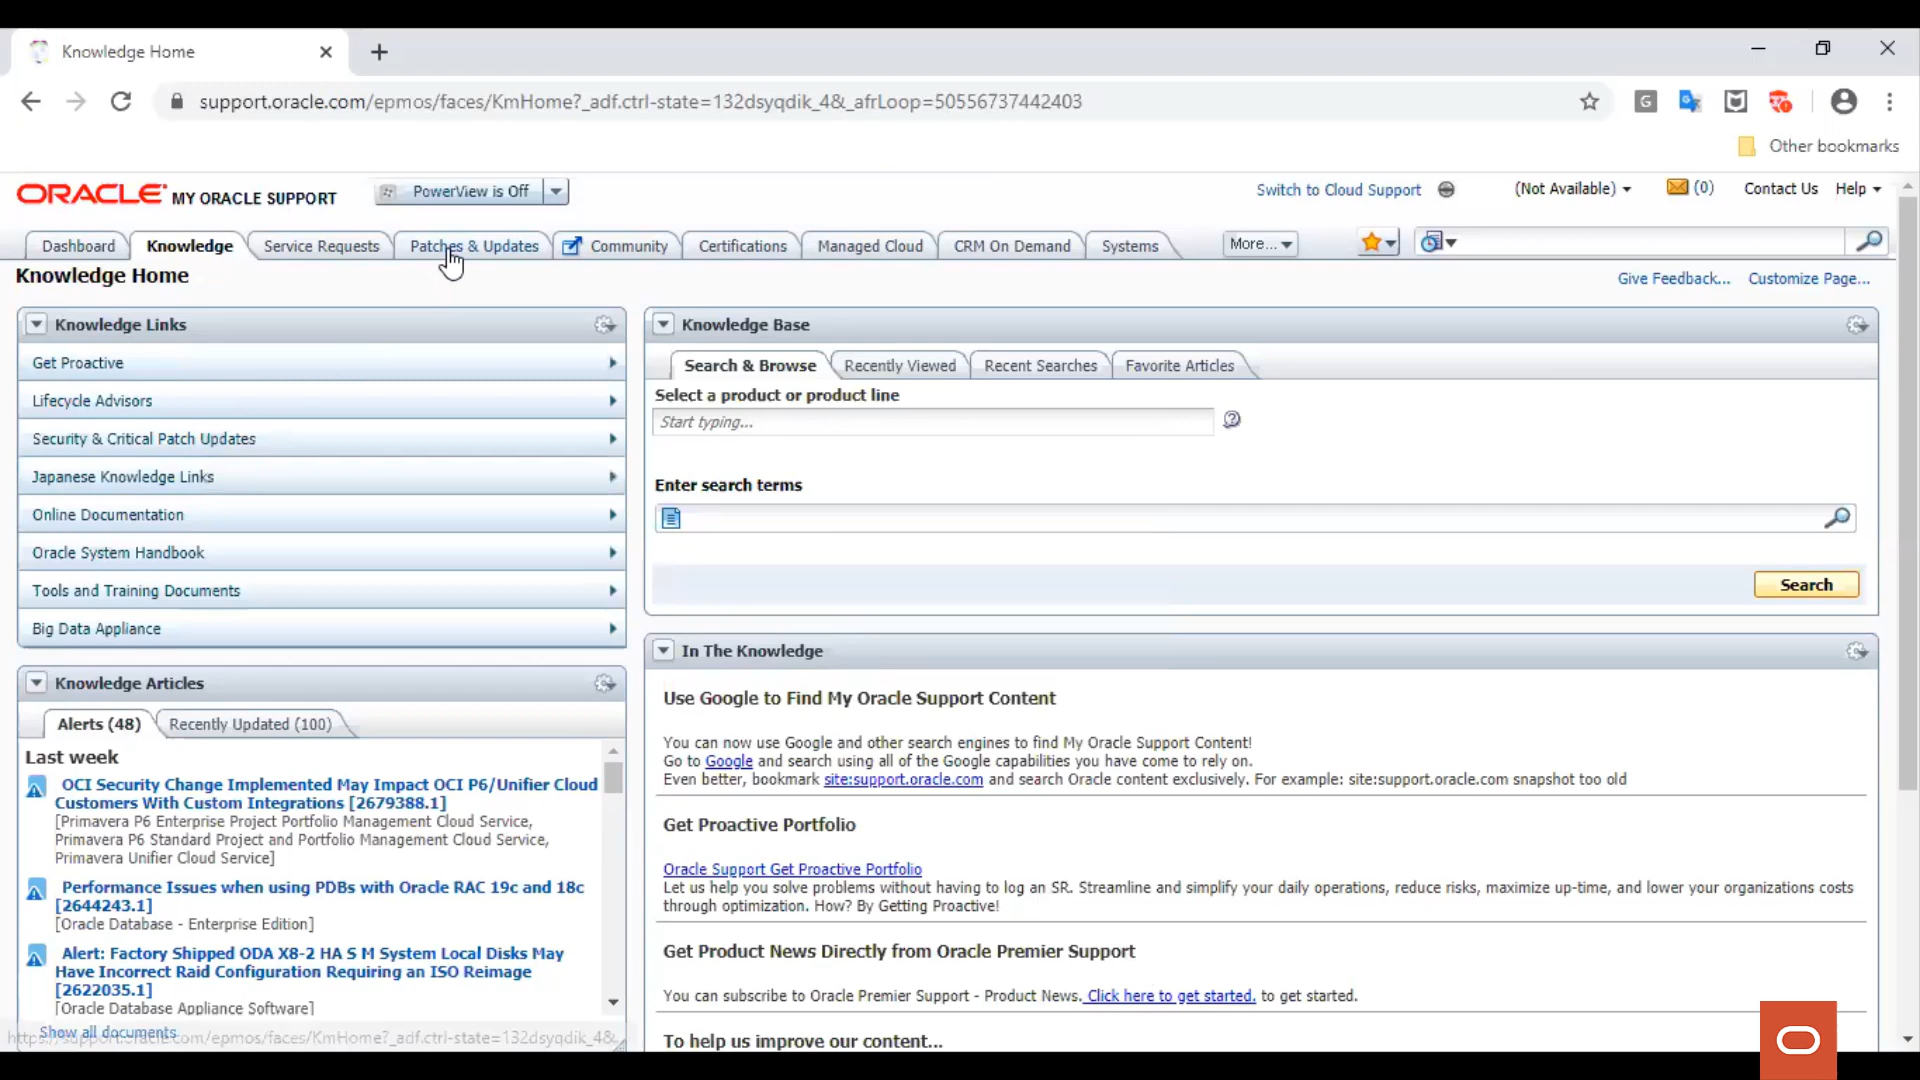 Knowledge Home
support.oracle.com/epmos/faces/KmHome?_adf.ctrl-state=132dsyqdik_4&_afrLoop=50556737442403
Other bookmarks
ORACLE MY ORACLE SUPPORT
PowerView is Off
Switch to Cloud Support
(Not Available)
(0)
Contact Us
Help
Dashboard
Knowledge
Service Requests
Patches & Updates
Community
Certifications
Managed Cloud
CRM On Demand
Systems
More...
Knowledge Home
Give Feedback...
Customize Page...
Knowledge Links
Get Proactive
Lifecycle Advisors
Security & Critical Patch Updates
Japanese Knowledge Links
Online Documentation
Oracle System Handbook
Tools and Training Documents
Big Data Appliance
Knowledge Articles
Alerts (48)
Recently Updated (100)
Last week
OCI Security Change Implemented May Impact OCI P6/Unifier Cloud
Customers With Custom Integrations [2679388.1]
[Primavera P6 Enterprise Project Portfolio Management Cloud Service,
Primavera P6 Standard Project and Portfolio Management Cloud Service,
Primavera Unifier Cloud Service]
Performance Issues when using PDBs with Oracle RAC 19c and 18c
[2644243.1]
[Oracle Database - Enterprise Edition]
Alert: Factory Shipped ODA X8-2 HA S M System Local Disks May
Have Incorrect Raid Configuration Requiring an ISO Reimage
[2622035.1]
[Oracle Database Appliance Software]
Show all documents
https://support.oracle.com/epmos/faces/KmHome?_adf.ctrl-state=132dsyqdik_4&
Knowledge Base
Search & Browse
Recently Viewed
Recent Searches
Favorite Articles
Select a product or product line
Start typing...
Enter search terms
Search
In The Knowledge
Use Google to Find My Oracle Support Content
You can now use Google and other search engines to find My Oracle Support Content!
Go to Google and search using all of the Google capabilities you have come to rely on.
Even better, bookmark site:support.oracle.com and search Oracle content exclusively. For example: site:support.oracle.com snapshot too old
Get Proactive Portfolio
Oracle Support Get Proactive Portfolio
Let us help you solve problems without having to log an SR. Streamline and simplify your daily operations, reduce risks, maximize up-time, and lower your organizations costs
through optimization. How? By Getting Proactive!
Get Product News Directly from Oracle Premier Support
You can subscribe to Oracle Premier Support - Product News. Click here to get started. to get started.
To help us improve our content...